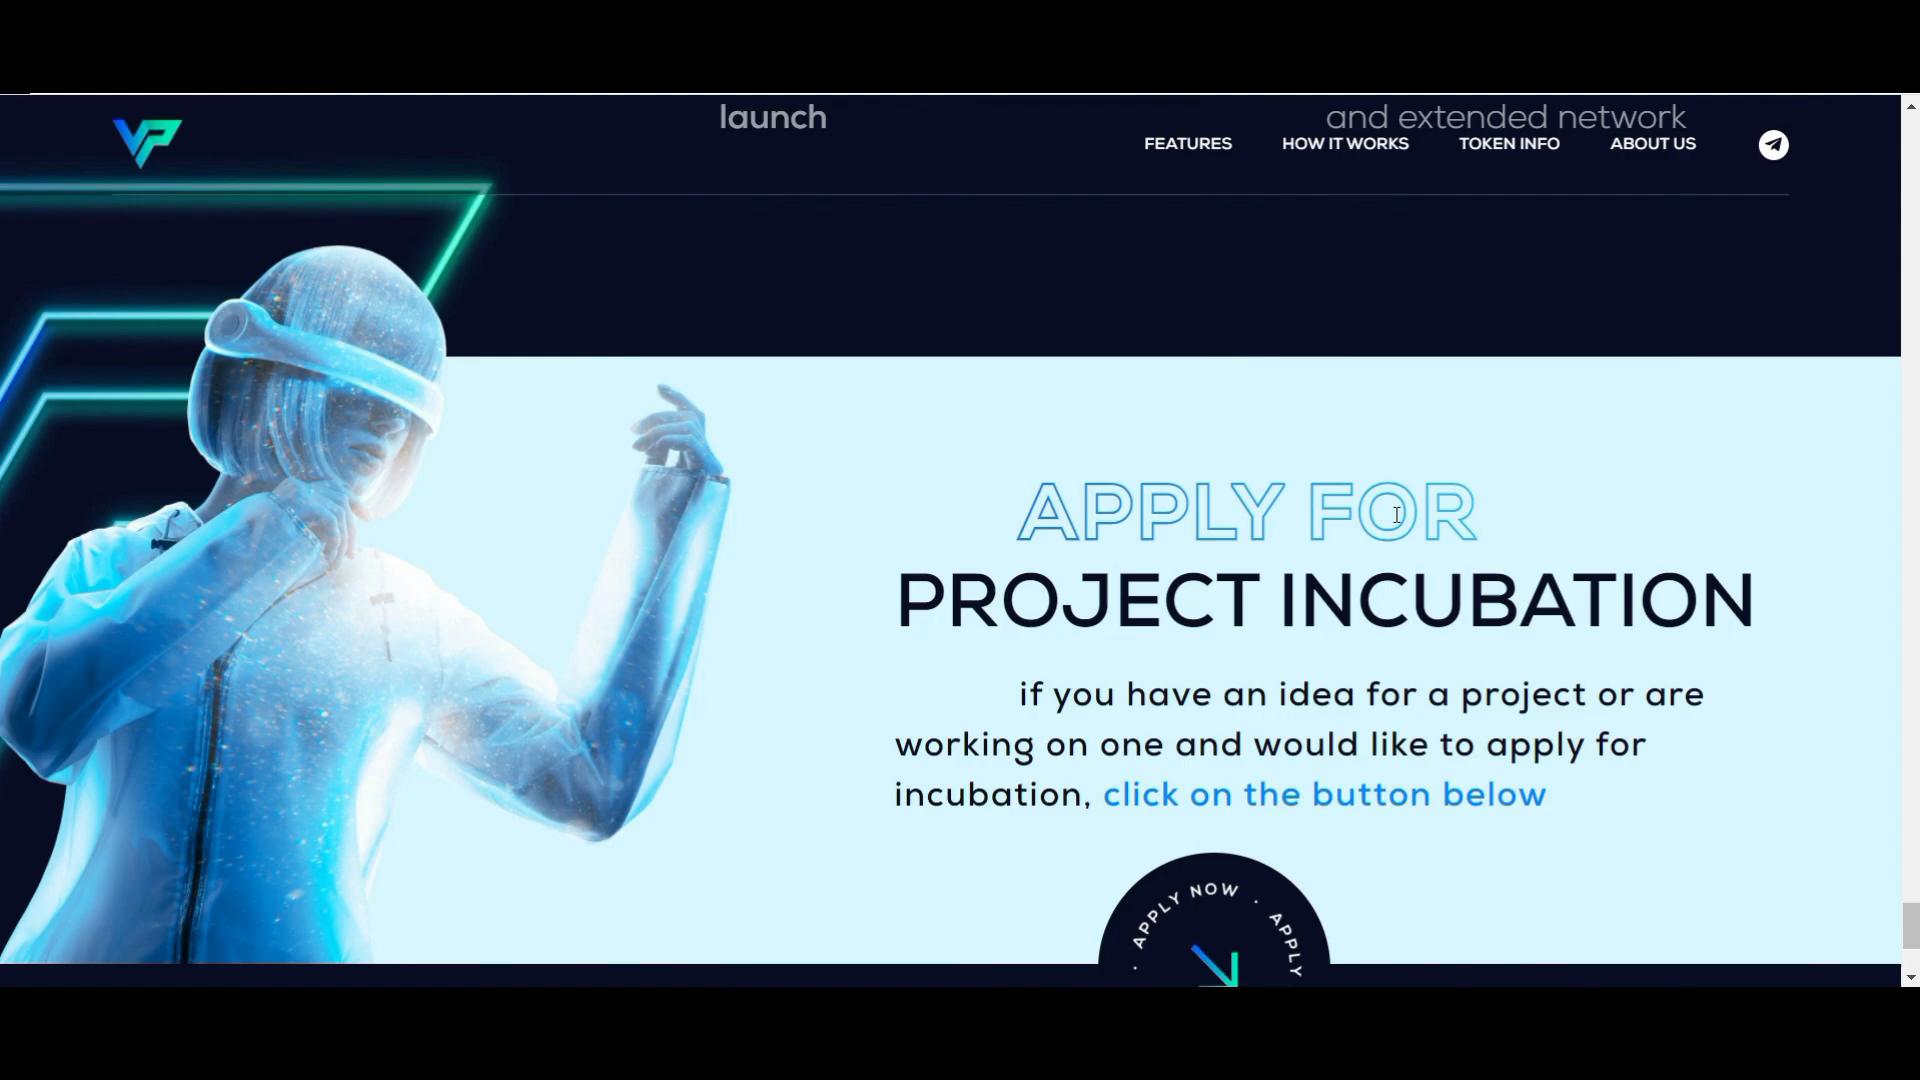 launch
and extended network
VP
FEATURES HOW IT WORKS TOKEN INFO ABOUT US
APPLY FOR
PROJECT INCUBATION
if you have an idea for a project or are
working on one and would like to apply for
incubation, click on the button below
· APPLY NOW · APPLY